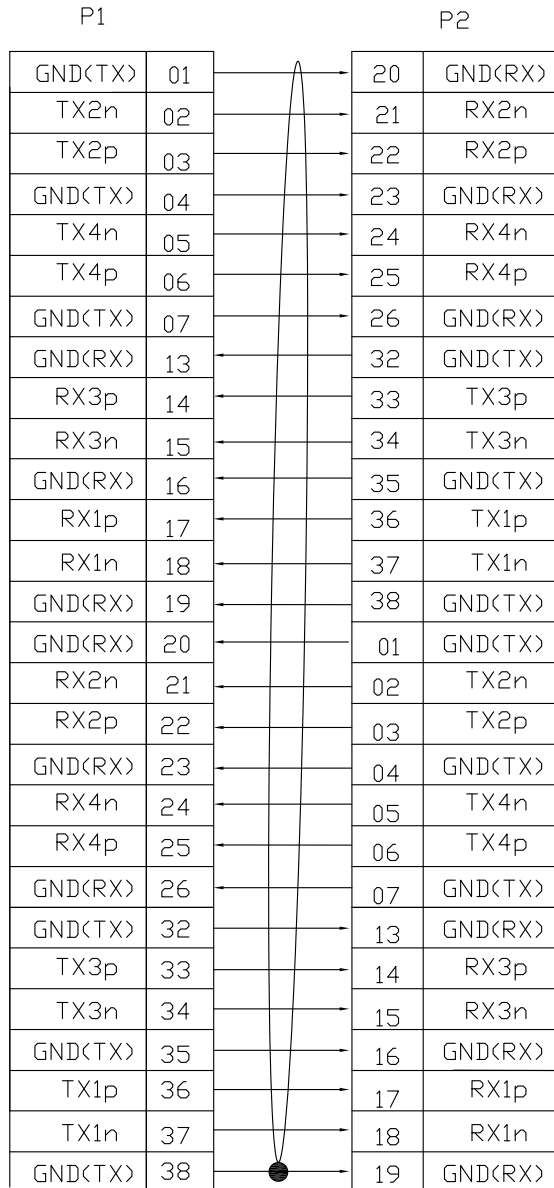 P1 P2
GND(TX) 01 20 GND(RX)
TX2n 02 21 RX2n
TX2p 03 22 RX2p
GND(TX) 04 23 GND(RX)
TX4n 05 24 RX4n
TX4p 06 25 RX4p
GND(TX) 07 26 GND(RX)
GND(RX) 13 32 GND(TX)
RX3p 14 33 TX3p
RX3n 15 34 TX3n
GND(RX) 16 35 GND(TX)
RX1p 17 36 TX1p
RX1n 18 37 TX1n
GND(RX) 19 38 GND(TX)
GND(RX) 20 01 GND(TX)
RX2n 21 02 TX2n
RX2p 22 03 TX2p
GND(RX) 23 04 GND(TX)
RX4n 24 05 TX4n
RX4p 25 06 TX4p
GND(RX) 26 07 GND(TX)
GND(TX) 32 13 GND(RX)
TX3p 33 14 RX3p
TX3n 34 15 RX3n
GND(TX) 35 16 GND(RX)
TX1p 36 17 RX1p
TX1n 37 18 RX1n
GND(TX) 38 19 GND(RX)